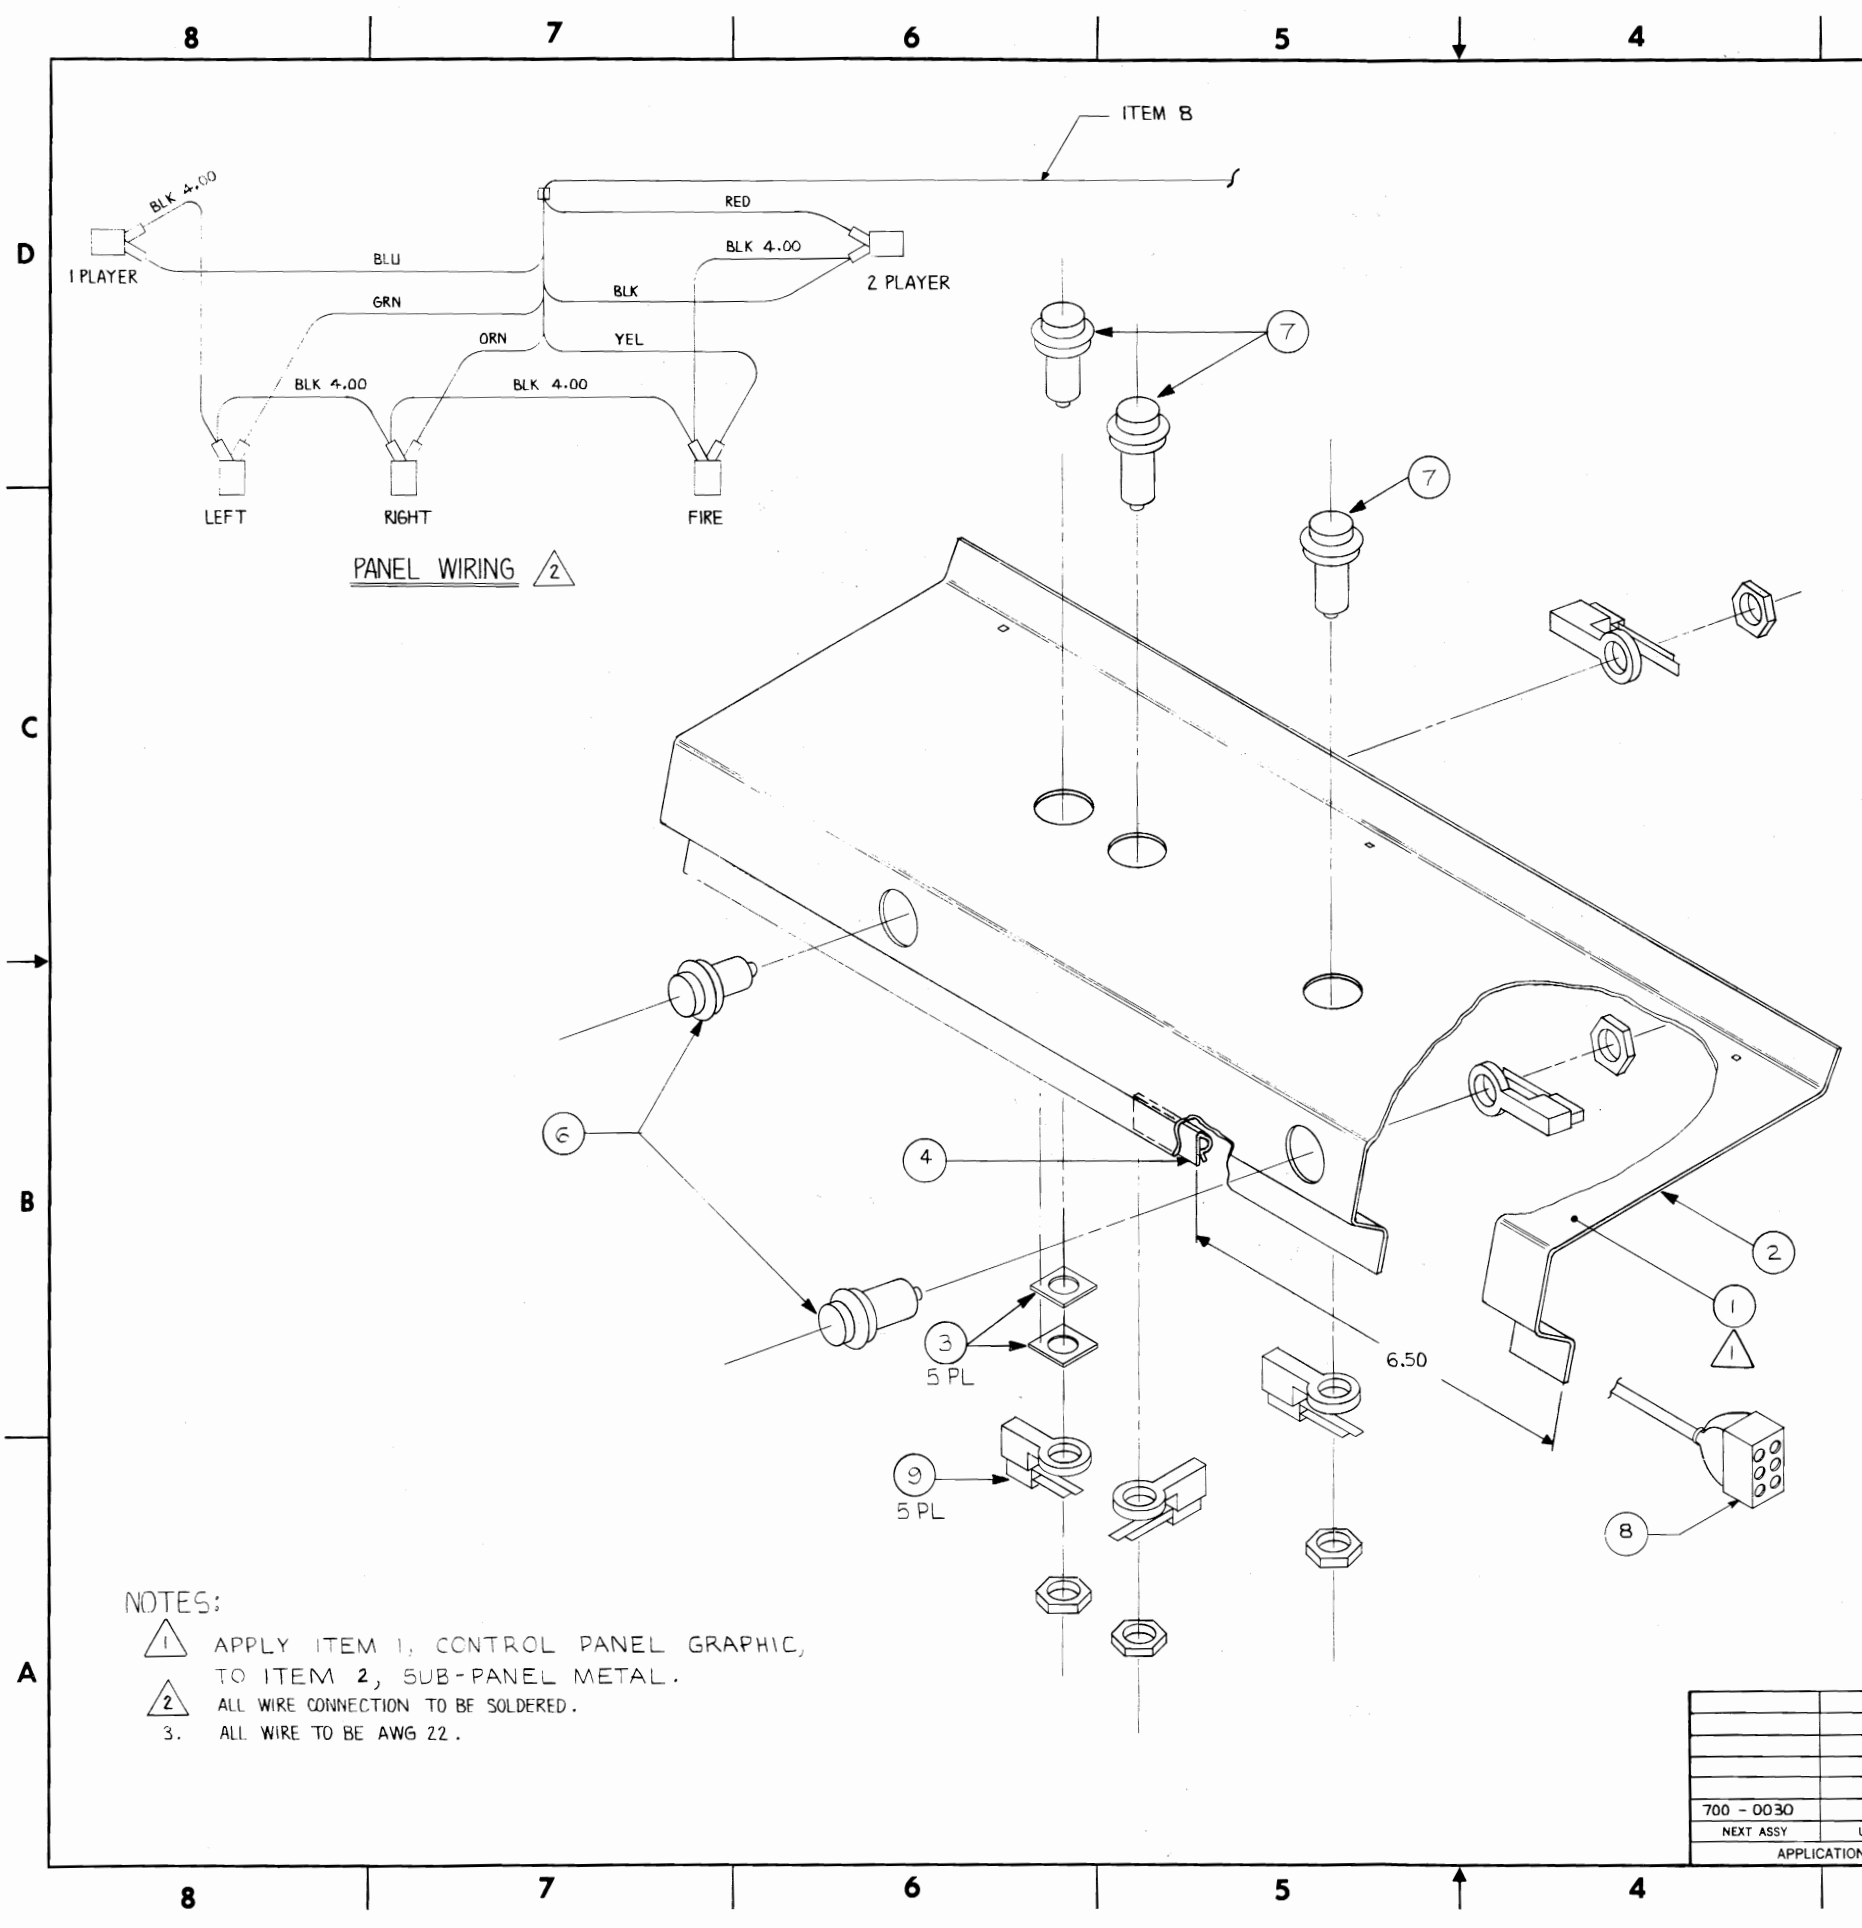 8 7 6 5 4
ITEM 8
BLK 4.00
RED
BLK 4.00
1 PLAYER
BLU
2 PLAYER
GRN
BLK
ORN
YEL
BLK 4.00
BLK 4.00
LEFT
RIGHT
FIRE
PANEL WIRING 2
D
C
B
A
7
7
6
4
2
1
1
3
5 PL
6.50
9
5 PL
8
NOTES:
1 APPLY ITEM 1, CONTROL PANEL GRAPHIC,
TO ITEM 2, SUB-PANEL METAL.
2 ALL WIRE CONNECTION TO BE SOLDERED.
3. ALL WIRE TO BE AWG 22.
700 - 0030
NEXT ASSY
APPLICATION
8 7 6 5 4